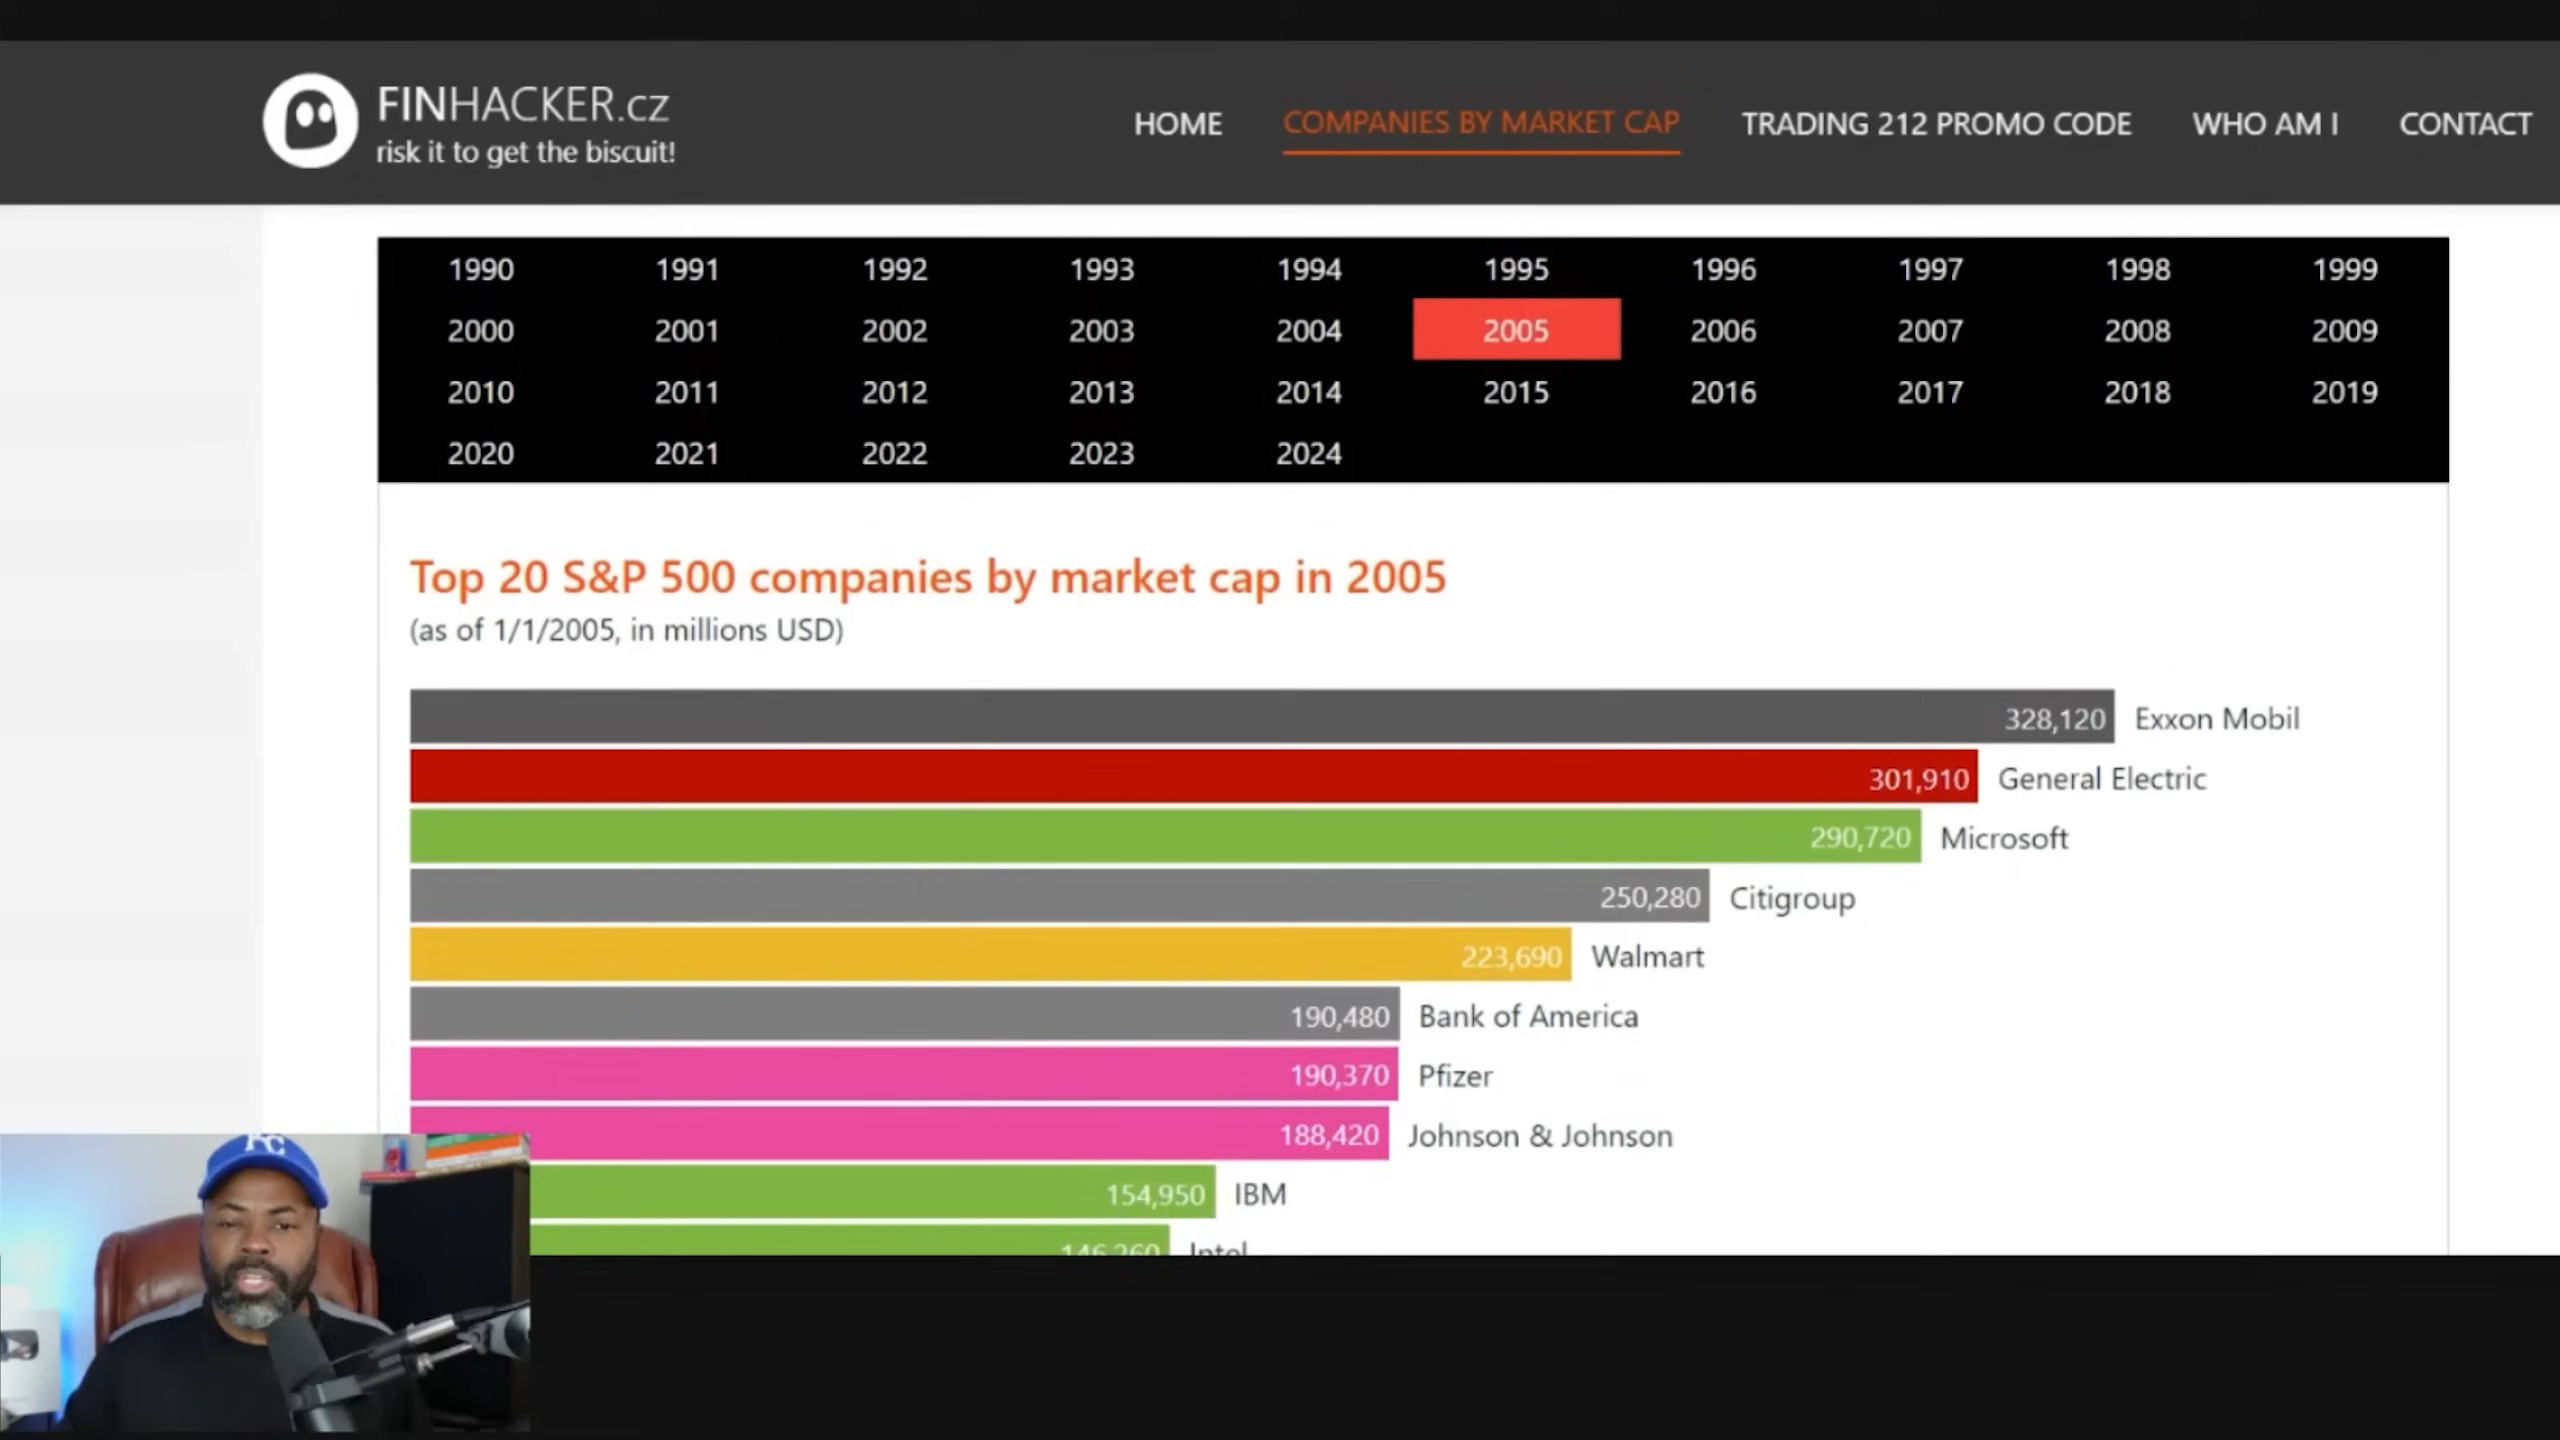 FINHACKER.cz
risk it to get the biscuit!
HOME COMPANIES BY MARKET CAP TRADING 212 PROMO CODE WHO AM I CONTACT
1990 1991 1992 1993 1994 1995 1996 1997 1998 1999
2000 2001 2002 2003 2004 2005 2006 2007 2008 2009
2010 2011 2012 2013 2014 2015 2016 2017 2018 2019
2020 2021 2022 2023 2024
Top 20 S&P 500 companies by market cap in 2005
(as of 1/1/2005, in millions USD)
328,120 Exxon Mobil
301,910 General Electric
290,720 Microsoft
250,280 Citigroup
223,690 Walmart
190,480 Bank of America
190,370 Pfizer
188,420 Johnson & Johnson
154,950 IBM
146,260 Intel
KC